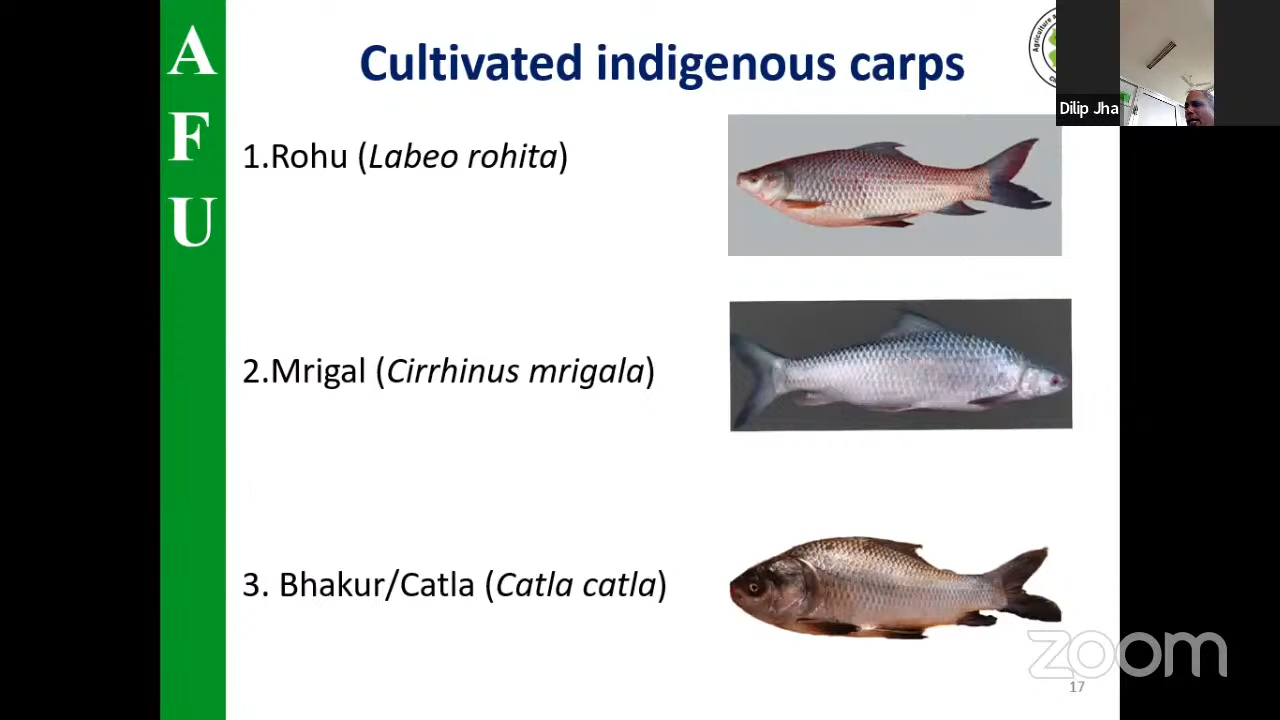 A
F
U
Cultivated indigenous carps
Agriculture a
Dilip Jha
1.Rohu (Labeo rohita)
2.Mrigal (Cirrhinus mrigala)
3. Bhakur/Catla (Catla catla)
zoom
17